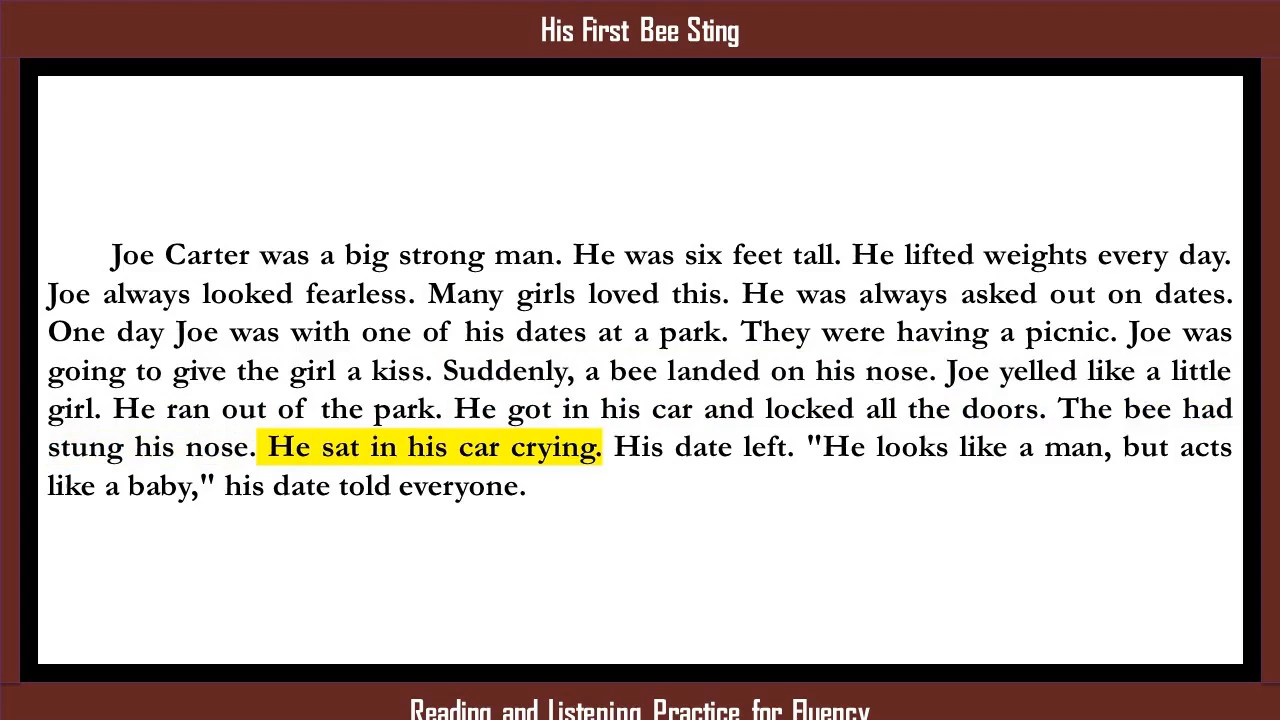 His First Bee Sting
Joe Carter was a big strong man. He was six feet tall. He lifted weights every day.
Joe always looked fearless. Many girls loved this. He was always asked out on dates.
One day Joe was with one of his dates at a park. They were having a picnic. Joe was
going to give the girl a kiss. Suddenly, a bee landed on his nose. Joe yelled like a little
girl. He ran out of the park. He got in his car and locked all the doors. The bee had
stung his nose. He sat in his car crying. His date left. "He looks like a man, but acts
like a baby," his date told everyone.
Reading and Listening Practice for Fluency